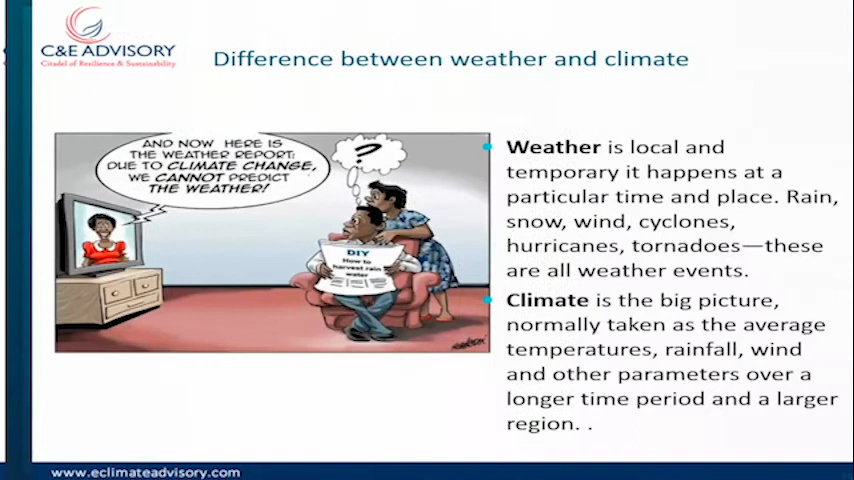 C&E ADVISORY
Citadel of Resilience & Sustainability
Difference between weather and climate
AND NOW HERE IS
THE WEATHER REPORT:
DUE TO CLIMATE CHANGE,
WE CANNOT PREDICT
THE WEATHER!
?
DIY
How to
harvest rain
water
Weather is local and
temporary it happens at a
particular time and place. Rain,
snow, wind, cyclones,
hurricanes, tornadoes—these
are all weather events.
Climate is the big picture,
normally taken as the average
temperatures, rainfall, wind
and other parameters over a
longer time period and a larger
region. .
www.eclimateadvisory.com